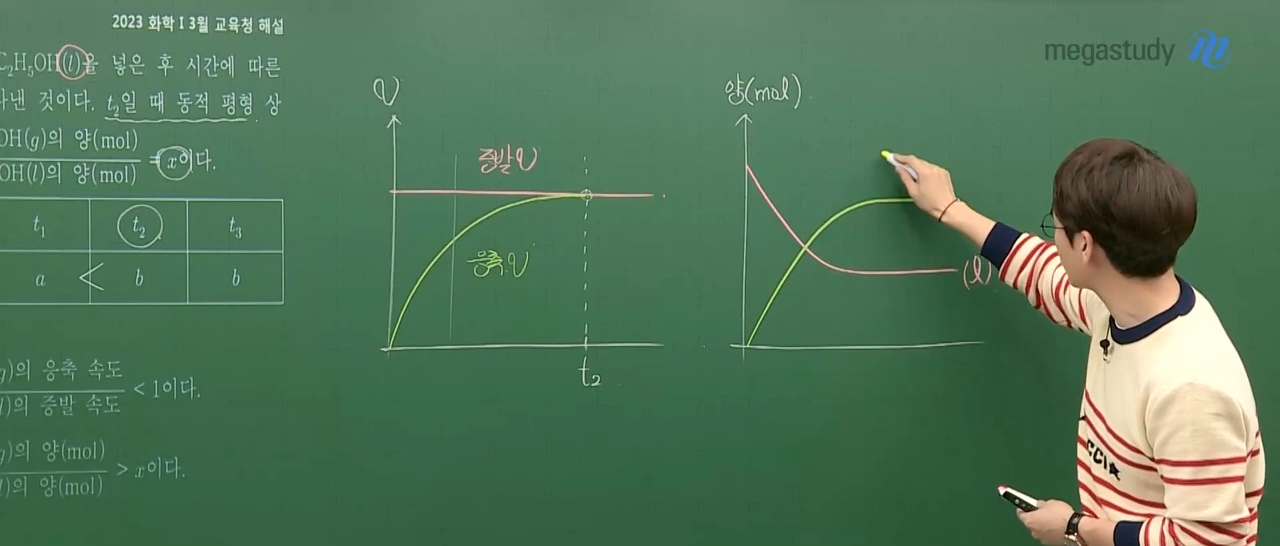 2023 화학 I 3월 교육청 해설
megastudy
C₂H₅OH(l)을 넣은 후 시간에 따른
낸 것이다. t₂일 때 동적 평형 상
OH(g)의 양(mol)
OH(l)의 양(mol)
= x이다.
t₁ t₂ t₃
a < b b
g)의 응축 속도
l)의 증발 속도
< 1이다.
g)의 양(mol)
l)의 양(mol)
> x이다.
v
증발 v
응축 v
t₂
양(mol)
(l)
CCI★